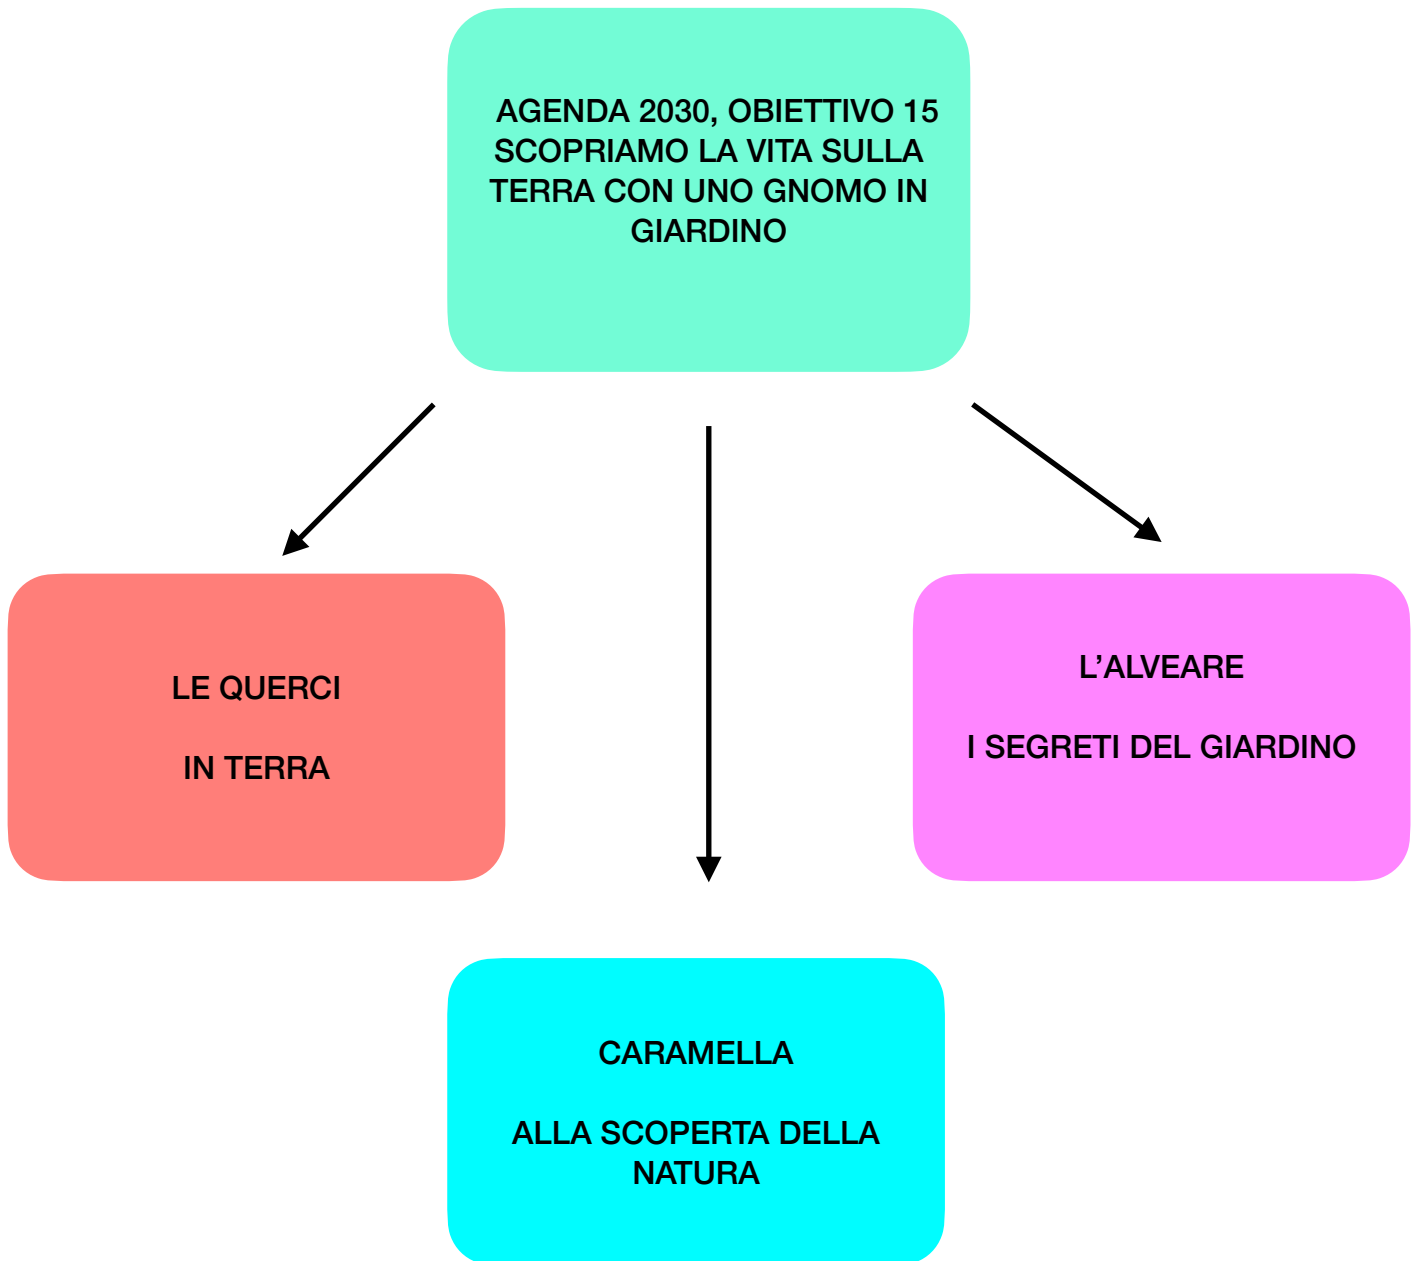 AGENDA 2030, OBIETTIVO 15
SCOPRIAMO LA VITA SULLA
TERRA CON UNO GNOMO IN
GIARDINO
LE QUERCI
IN TERRA
L’ALVEARE
I SEGRETI DEL GIARDINO
CARAMELLA
ALLA SCOPERTA DELLA
NATURA